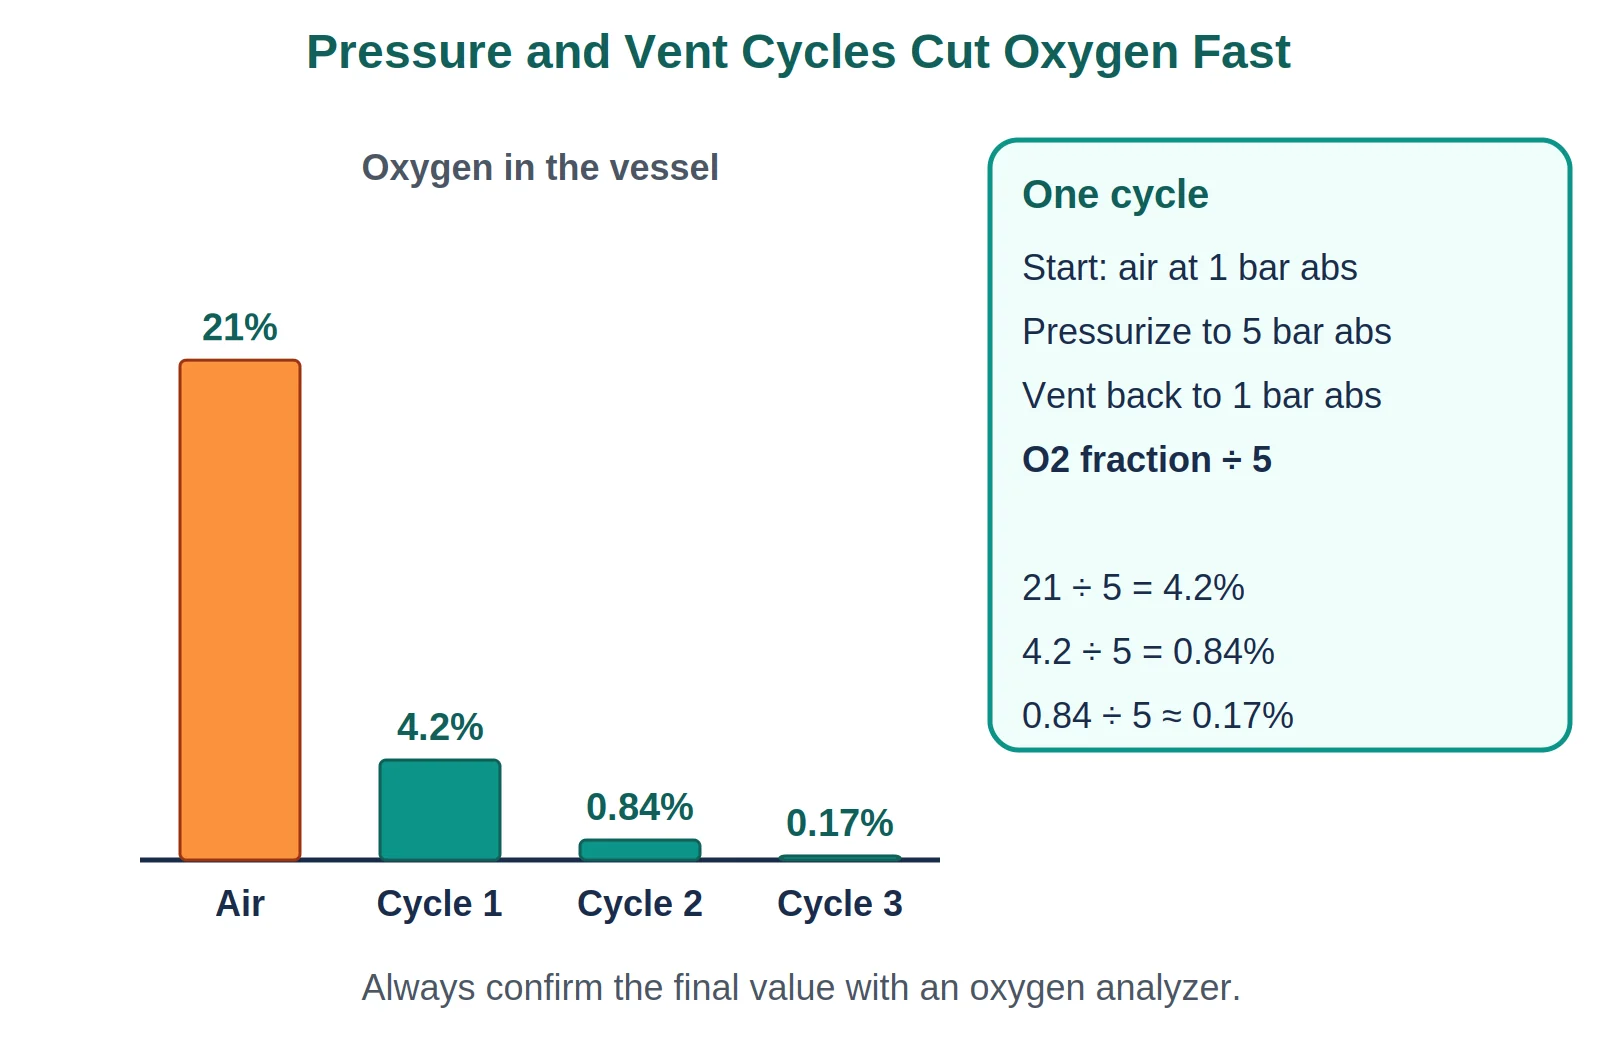 Pressure and Vent Cycles Cut Oxygen Fast
Oxygen in the vessel
21%
4.2%
0.84%
0.17%
Air
Cycle 1
Cycle 2
Cycle 3
One cycle
Start: air at 1 bar abs
Pressurize to 5 bar abs
Vent back to 1 bar abs
O2 fraction ÷ 5
21 ÷ 5 = 4.2%
4.2 ÷ 5 = 0.84%
0.84 ÷ 5 ≈ 0.17%
Always confirm the final value with an oxygen analyzer.